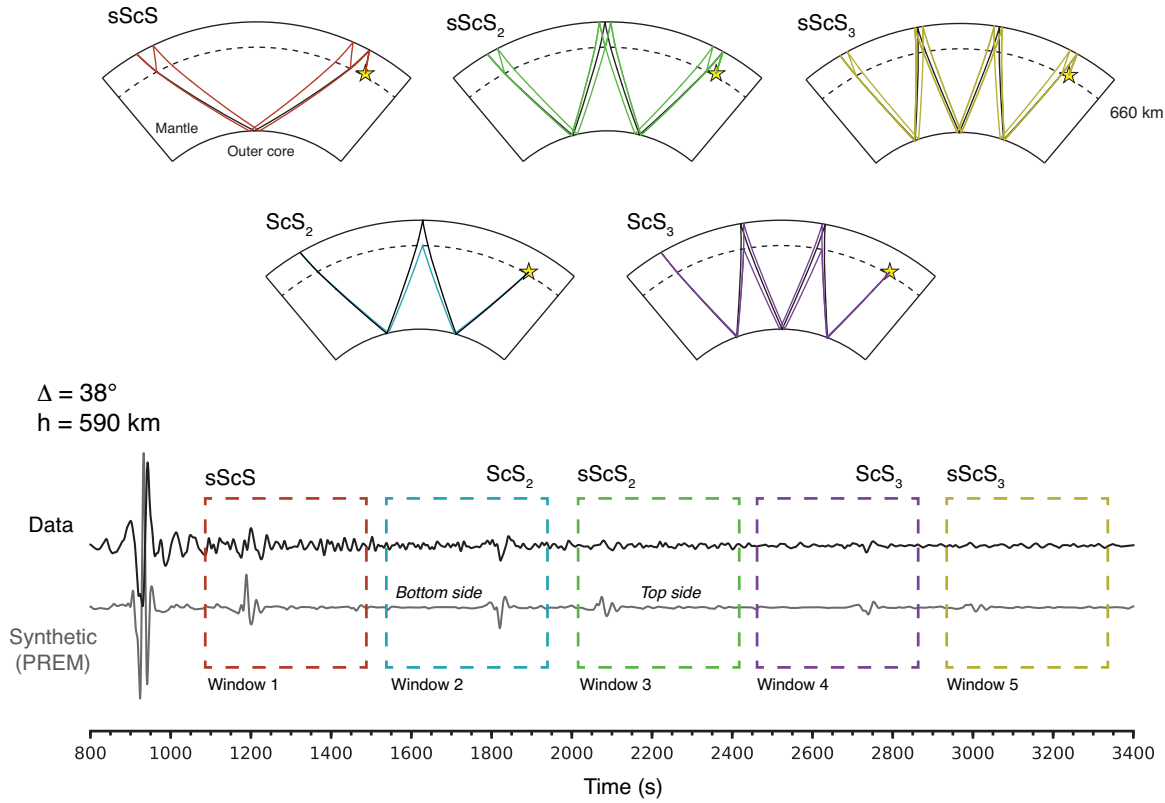 sScS
sScS2
sScS3
Mantle
Outer core
660 km
ScS2
ScS3
Δ = 38°
h = 590 km
sScS
ScS2
sScS2
ScS3
sScS3
Data
Bottom side
Top side
Synthetic
(PREM)
Window 1
Window 2
Window 3
Window 4
Window 5
800 1000 1200 1400 1600 1800 2000 2200 2400 2600 2800 3000 3200 3400
Time (s)